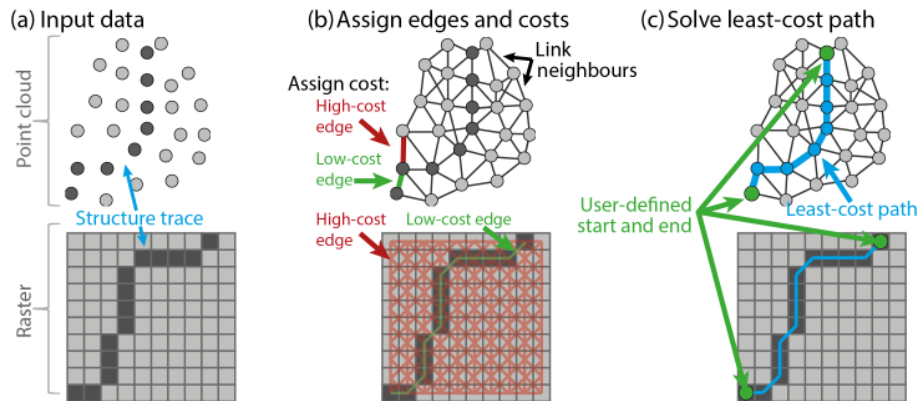 (a) Input data
Point cloud
Structure trace
Raster
(b) Assign edges and costs
Link
neighbours
Assign cost:
High-cost
edge
Low-cost
edge
High-cost
edge
Low-cost edge
(c) Solve least-cost path
User-defined
start and end
Least-cost path